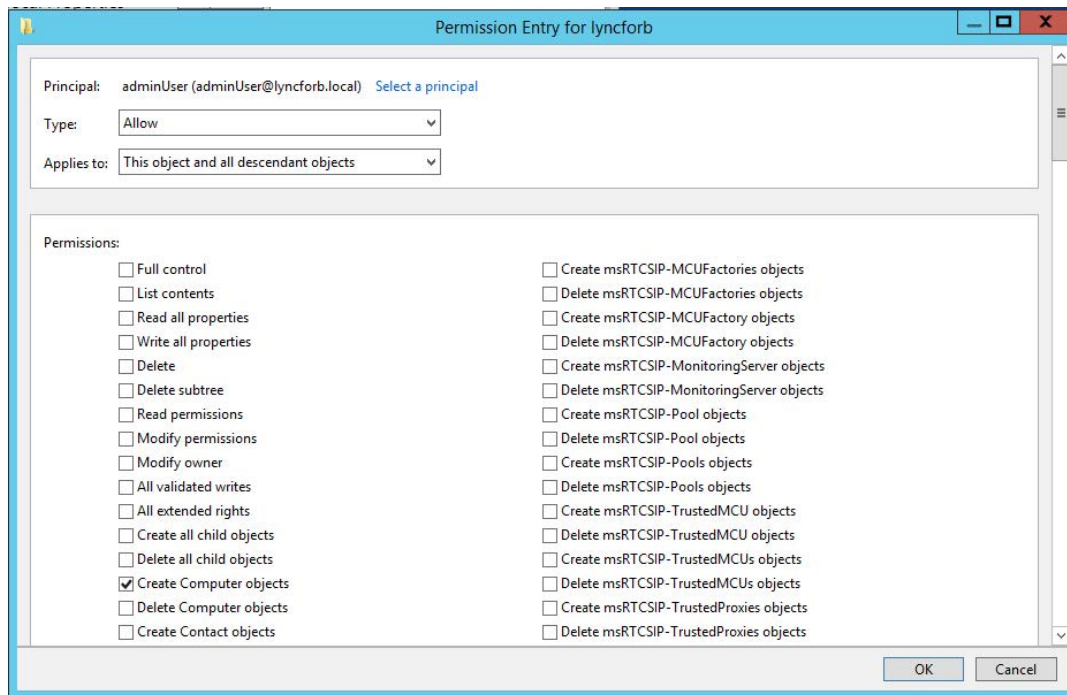 Permission Entry for lyncforb
Principal: adminUser (adminUser@lyncforb.local) Select a principal
Type: Allow
Applies to: This object and all descendant objects
Permissions:
Full control
List contents
Read all properties
Write all properties
Delete
Delete subtree
Read permissions
Modify permissions
Modify owner
All validated writes
All extended rights
Create all child objects
Delete all child objects
Create Computer objects
Delete Computer objects
Create Contact objects
Create msRTCSIP-MCUFactories objects
Delete msRTCSIP-MCUFactories objects
Create msRTCSIP-MCUFactory objects
Delete msRTCSIP-MCUFactory objects
Create msRTCSIP-MonitoringServer objects
Delete msRTCSIP-MonitoringServer objects
Create msRTCSIP-Pool objects
Delete msRTCSIP-Pool objects
Create msRTCSIP-Pools objects
Delete msRTCSIP-Pools objects
Create msRTCSIP-TrustedMCU objects
Delete msRTCSIP-TrustedMCU objects
Create msRTCSIP-TrustedMCUs objects
Delete msRTCSIP-TrustedMCUs objects
Create msRTCSIP-TrustedProxies objects
Delete msRTCSIP-TrustedProxies objects
OK Cancel